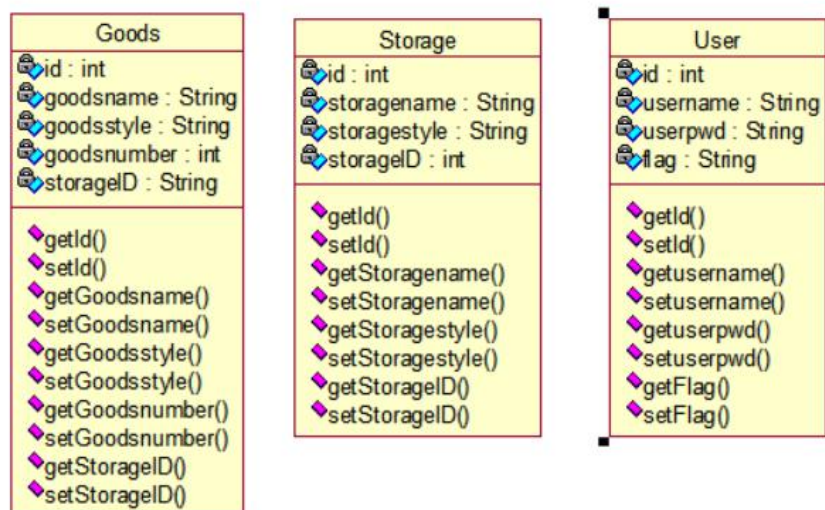 Goods
id : int
goodsname : String
goodsstyle : String
goodsnumber : int
storageID : String
getId()
setId()
getGoodsname()
setGoodsname()
getGoodsstyle()
setGoodsstyle()
getGoodsnumber()
setGoodsnumber()
getStorageID()
setStorageID()
Storage
id : int
storagename : String
storagestyle : String
storageID : int
getId()
setId()
getStoragename()
setStoragename()
getStoragestyle()
setStoragestyle()
getStorageID()
setStorageID()
User
id : int
username : String
userpwd : String
flag : String
getId()
setId()
getusername()
setusername()
getuserpwd()
setuserpwd()
getFlag()
setFlag()